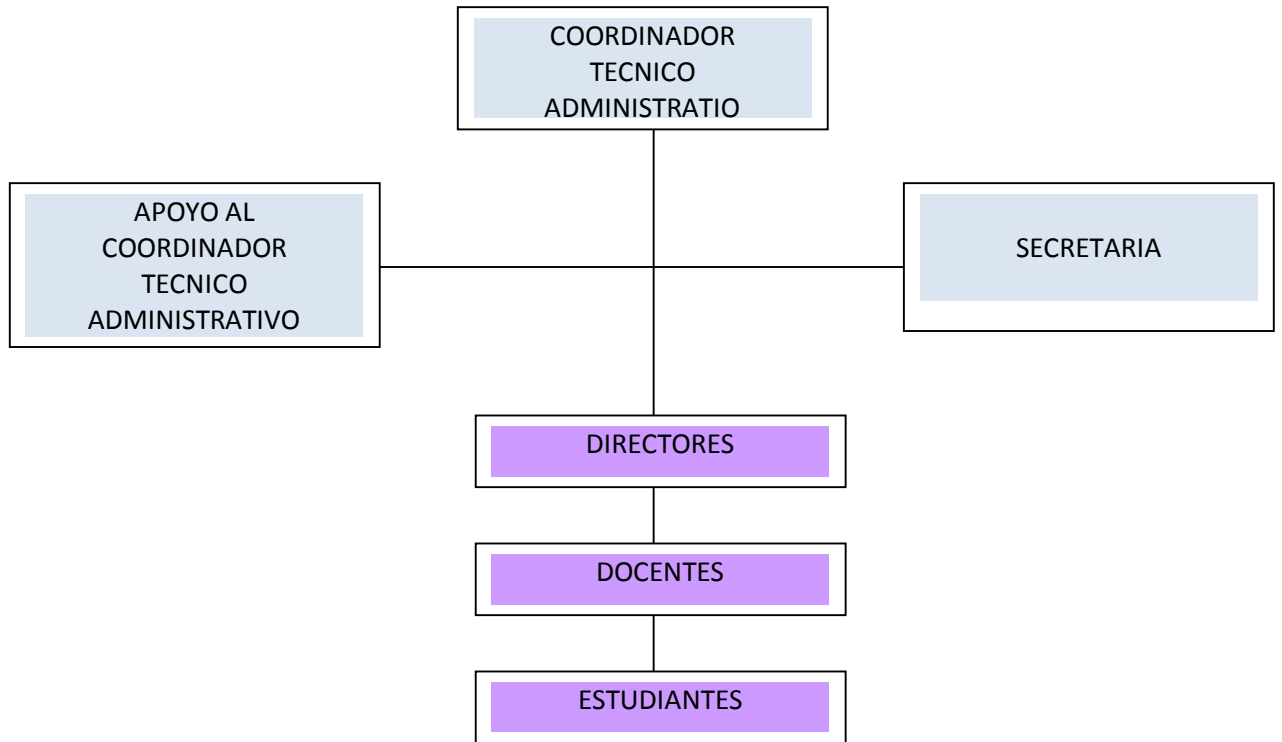 COORDINADOR
TECNICO
ADMINISTRATIO
APOYO AL
COORDINADOR
TECNICO
ADMINISTRATIVO
SECRETARIA
DIRECTORES
DOCENTES
ESTUDIANTES